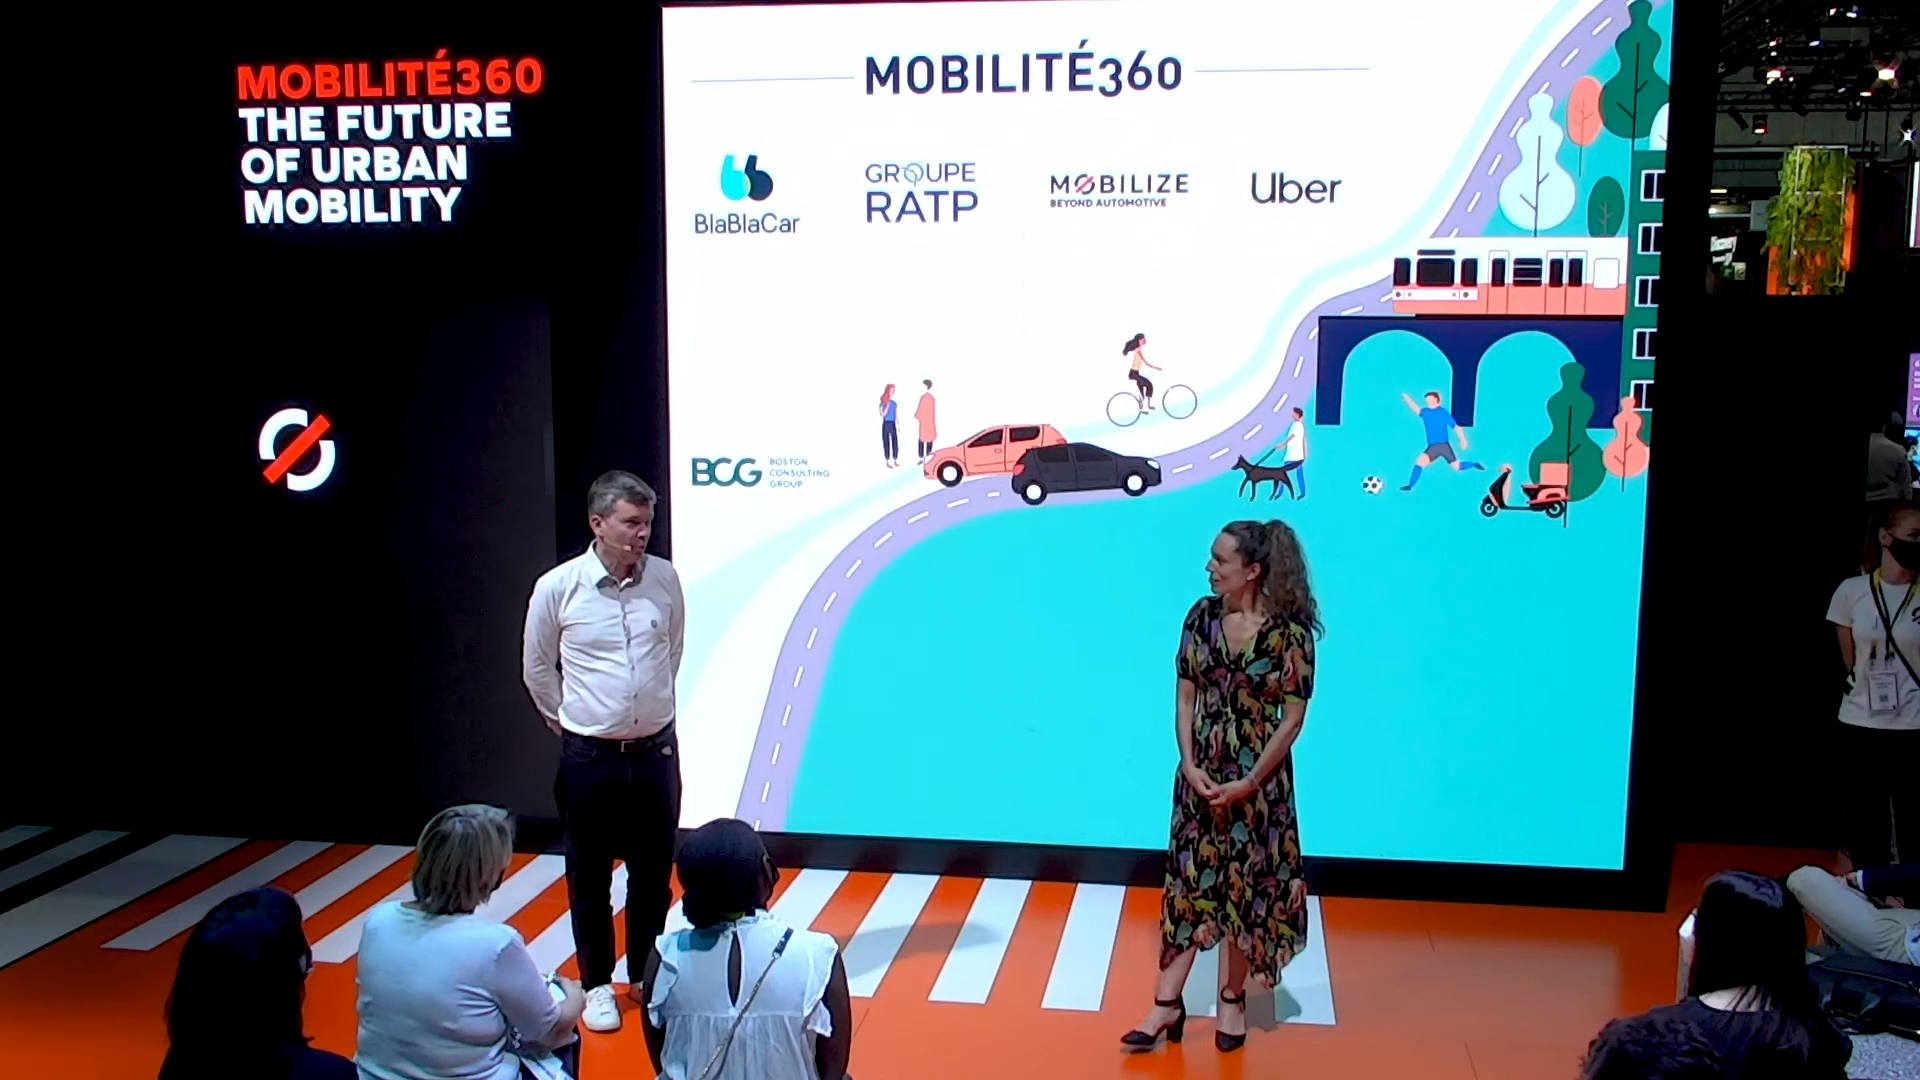 MOBILITÉ360
THE FUTURE
OF URBAN
MOBILITY
MOBILITÉ360
BlaBlaCar
GROUPE
RATP
MOBILIZE
BEYOND AUTOMOTIVE
Uber
BCG
BOSTON
CONSULTING
GROUP